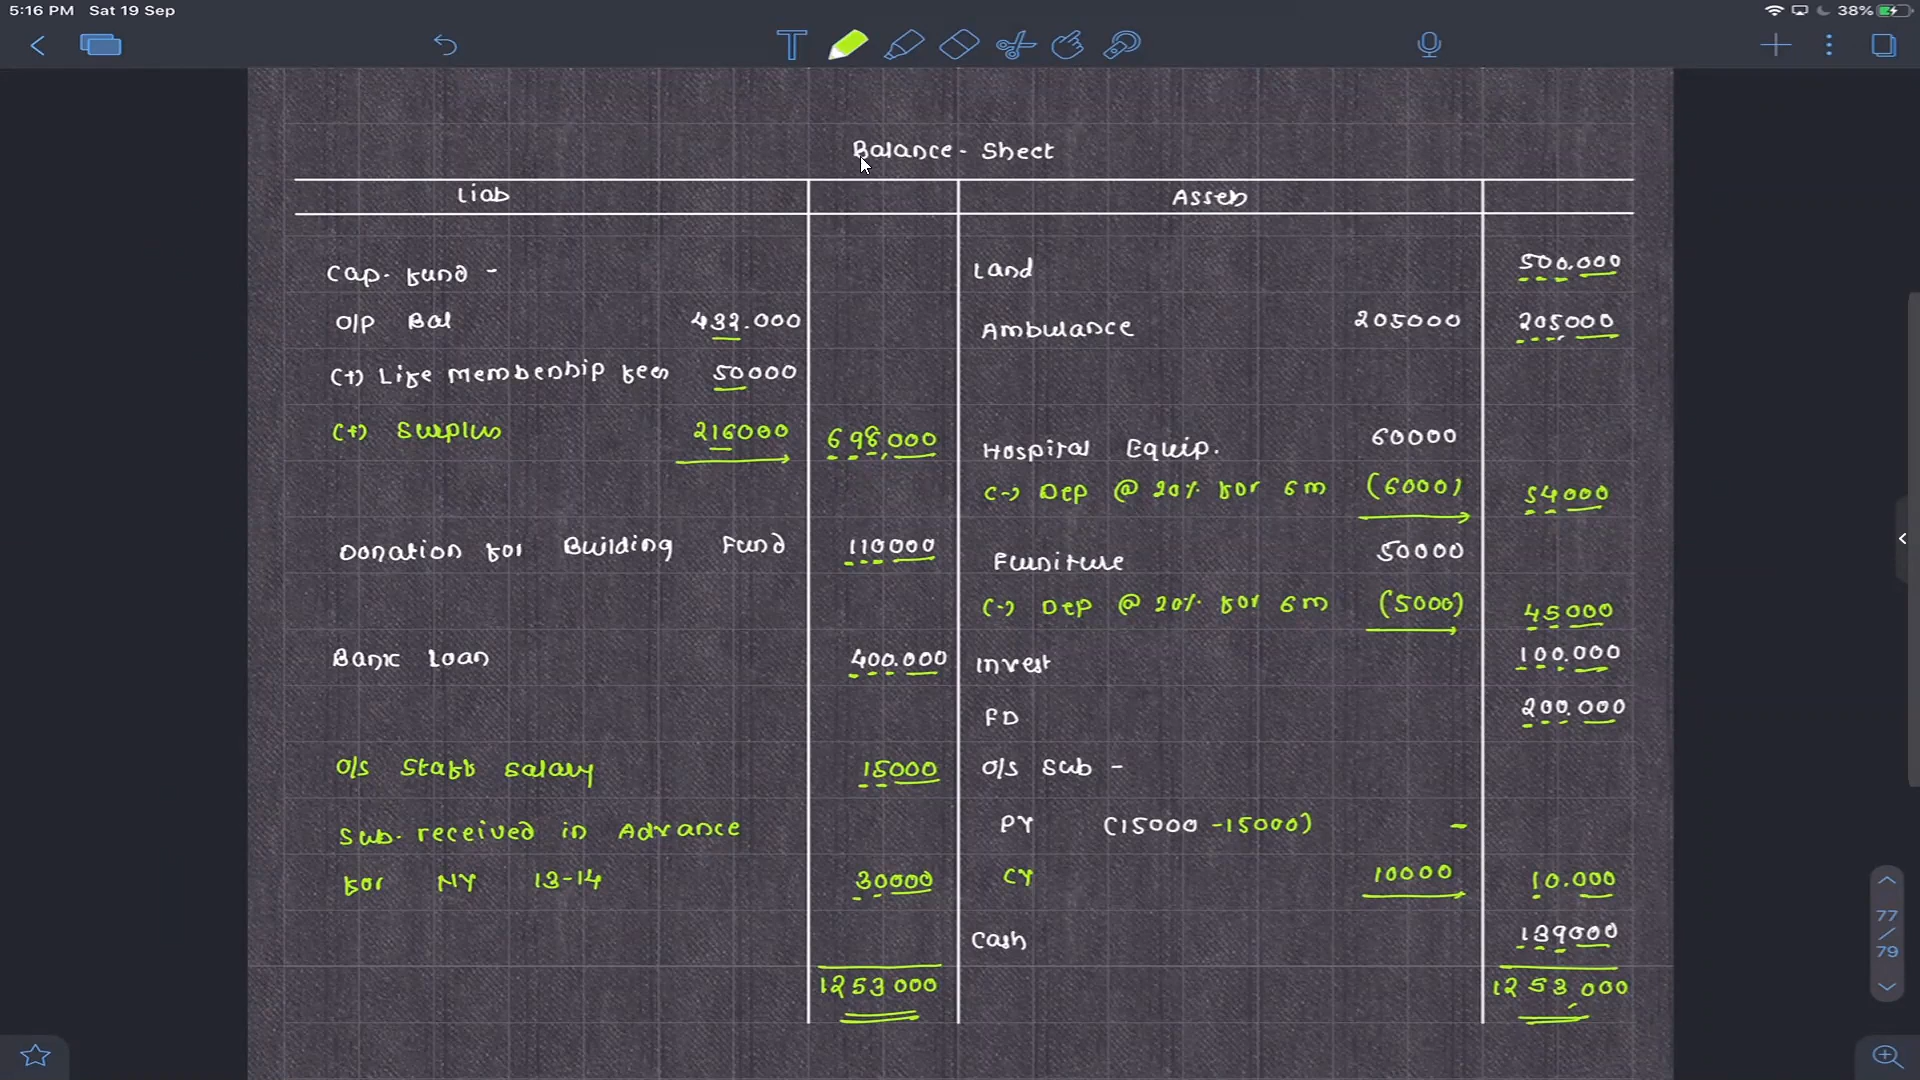 5:16 PM Sat 19 Sep
38%
T
Balance - Sheet
Liab
Assets
Cap. fund -
O/P Bal 432.000
(+) Life Membership fees 50000
(+) Surplus 216000 698,000
Donation for Building Fund 110000
Bank Loan 400.000
O/s Staff Salary 15000
Sub. received in Advance
for NY 13-14 30000
1253000
Land 500,000
Ambulance 205000 205000
Hospital Equip. 60000
(-) Dep @ 20% for 6m (6000) 54000
Furniture 50000
(-) Dep @ 20% for 6m (5000) 45000
Invest 100.000
FD 200.000
O/s Sub -
PY (15000 -15000) -
CY 10000 10.000
Cash 139000
1253,000
77
/
79